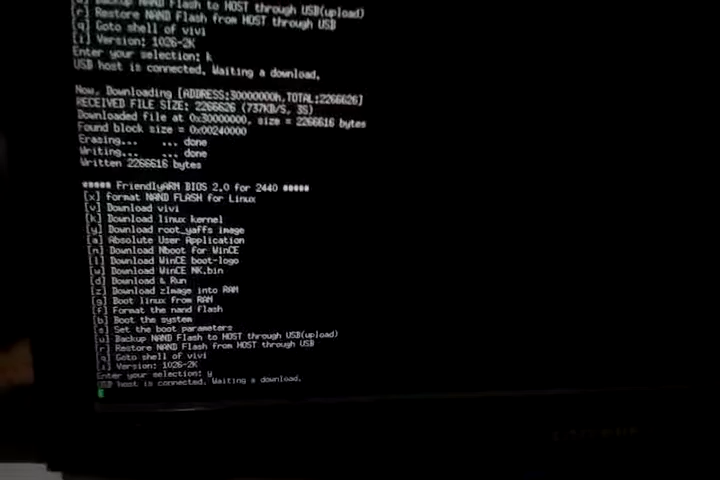 [u] Backup NAND Flash to HOST through USB(upload)
[r] Restore NAND Flash from HOST through USB
[q] Goto shell of vivi
[i] Version: 1026-2K
Enter your selection: k
USB host is connected. Waiting a download.
Now, Downloading [ADDRESS:30000000h,TOTAL:2266626]
RECEIVED FILE SIZE: 2266626 (737KB/S, 3S)
Downloaded file at 0x30000000, size = 2266616 bytes
Found block size = 0x00240000
Erasing... ... done
Writing... ... done
Written 2266616 bytes
##### FriendlyARM BIOS 2.0 for 2440 #####
[x] format NAND FLASH for Linux
[v] Download vivi
[k] Download linux kernel
[y] Download root_yaffs image
[a] Absolute User Application
[n] Download Nboot for WinCE
[l] Download WinCE boot-logo
[w] Download WinCE NK.bin
[d] Download & Run
[z] Download zImage into RAM
[g] Boot linux from RAM
[f] Format the nand flash
[b] Boot the system
[s] Set the boot parameters
[u] Backup NAND Flash to HOST through USB(upload)
[r] Restore NAND Flash from HOST through USB
[q] Goto shell of vivi
[i] Version: 1026-2K
Enter your selection: y
USB host is connected. Waiting a download.